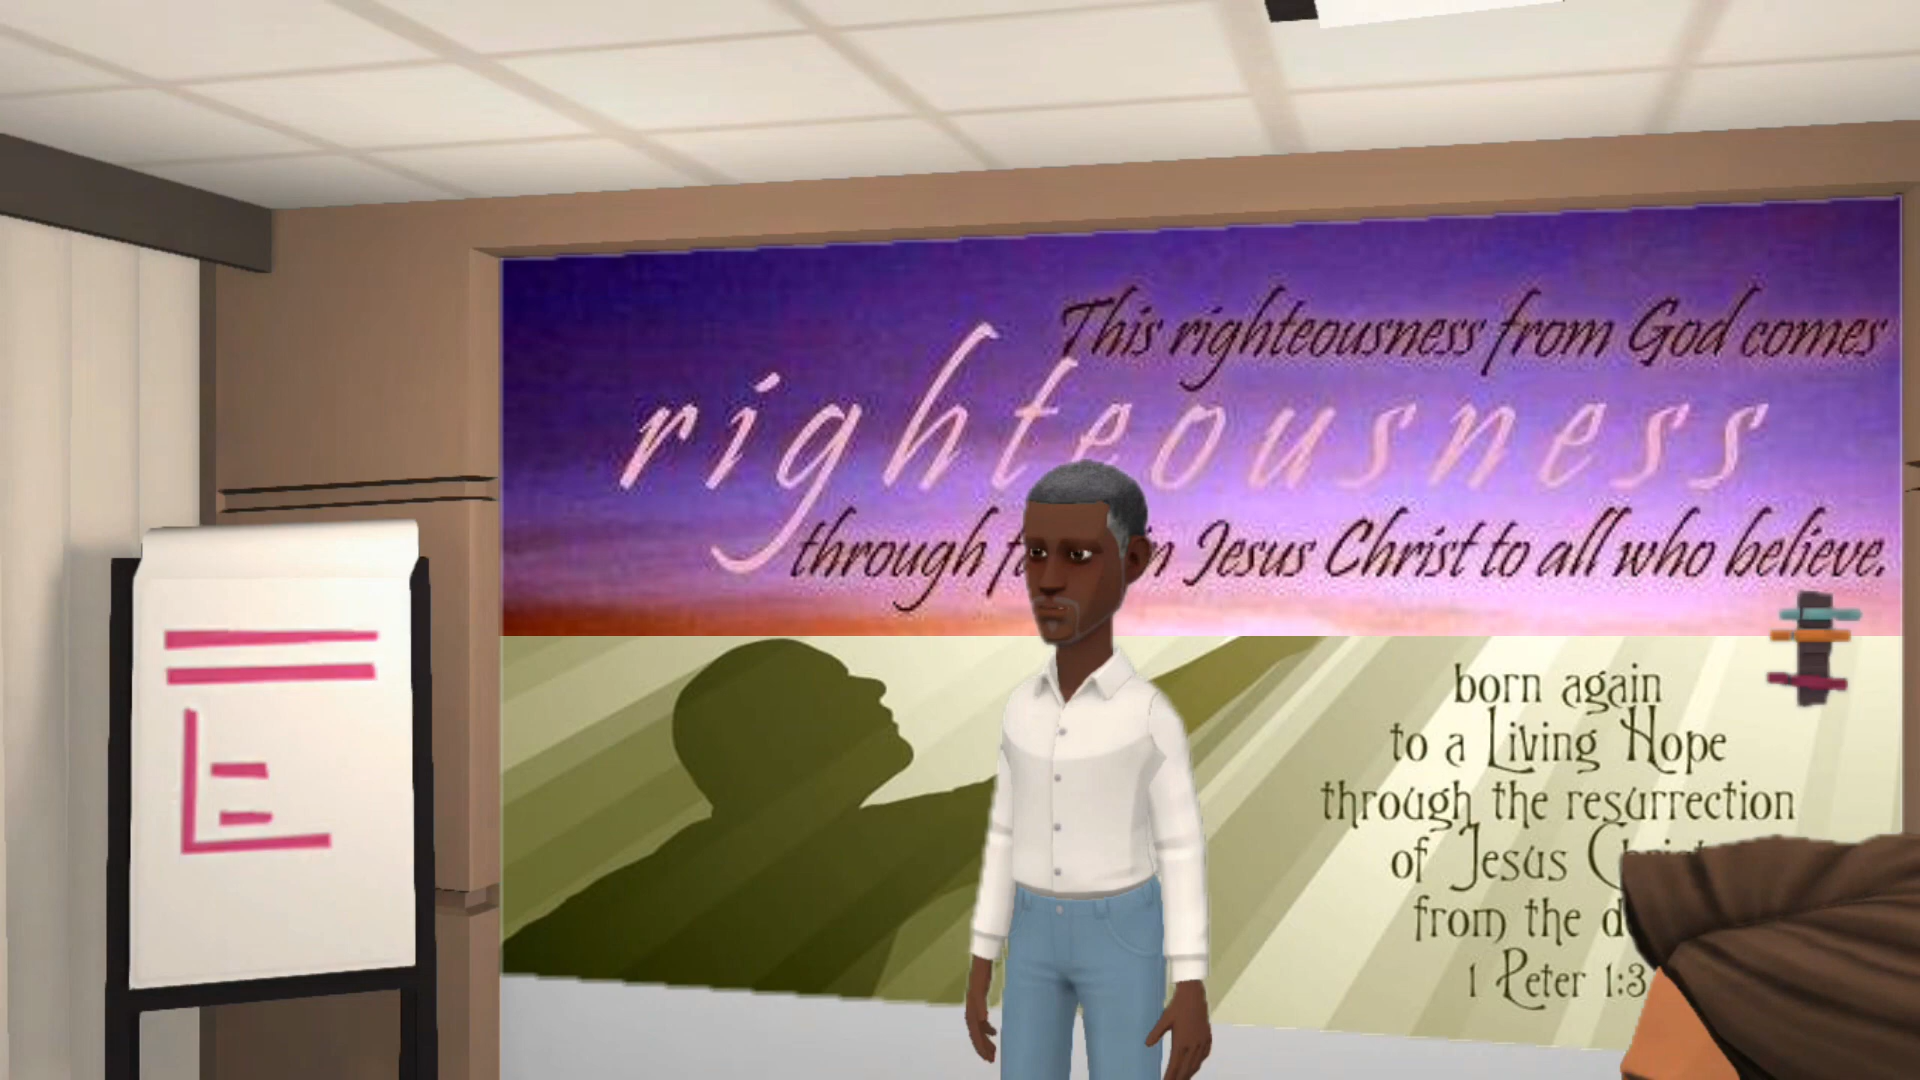 This righteousness from God comes
righteousness
through in Jesus Christ to all who believe.
born again
to a Living Hope
through the resurrection
of Jesus
from the
1 Peter 1:3